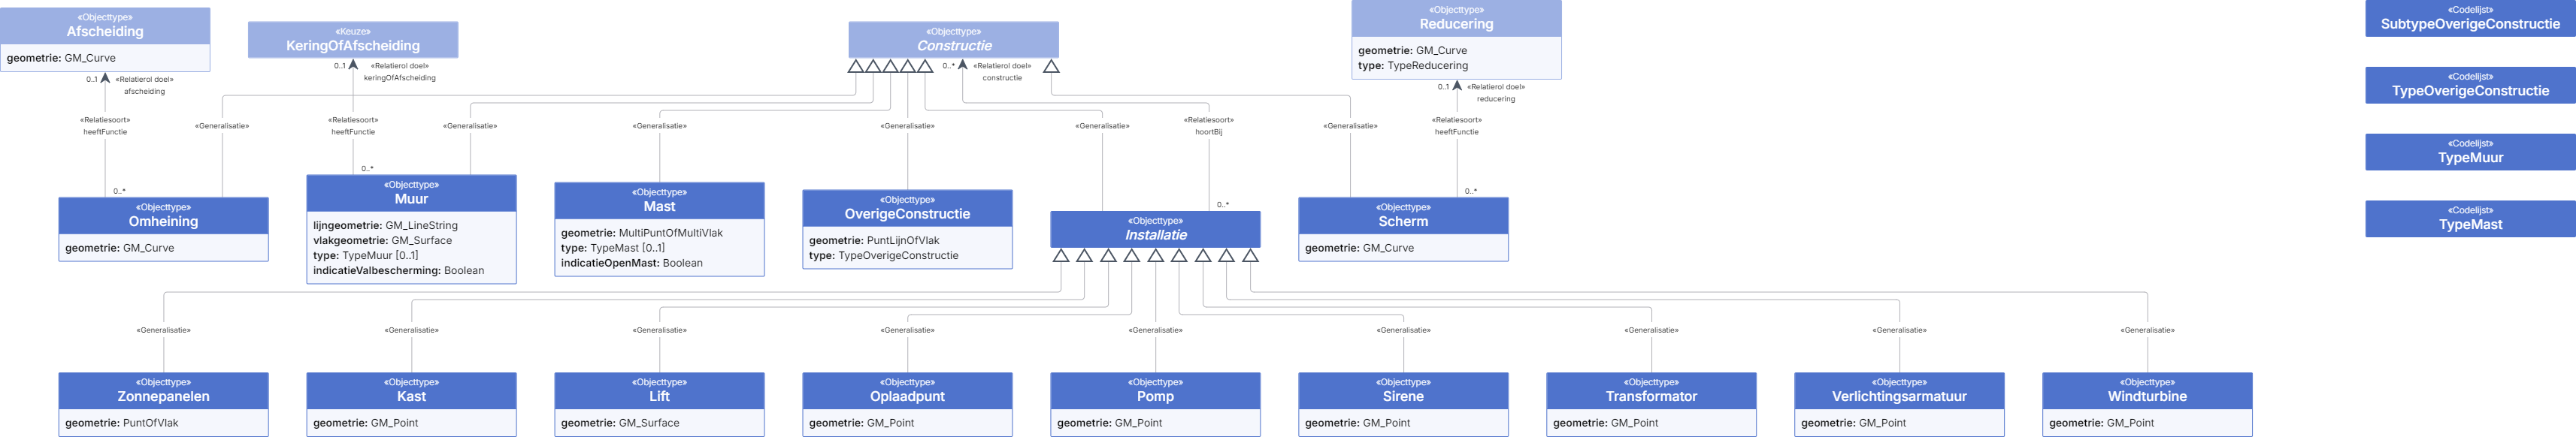 «Objecttype»
Afscheiding
geometrie: GM_Curve
«Keuze»
KeringOfAfscheiding
«Objecttype»
Constructie
«Objecttype»
Reducering
geometrie: GM_Curve
type: TypeReducering
«Codelijst»
SubtypeOverigeConstructie
«Codelijst»
TypeOverigeConstructie
«Codelijst»
TypeMuur
«Codelijst»
TypeMast
0..1 «Relatierol doel»
afscheiding
0..1 «Relatierol doel»
keringOfAfscheiding
0..* «Relatierol doel»
constructie
0..1 «Relatierol doel»
reducering
«Relatiesoort»
heeftFunctie
«Generalisatie»
«Relatiesoort»
heeftFunctie
«Generalisatie»
«Generalisatie»
«Generalisatie»
«Generalisatie»
«Relatiesoort»
hoortBij
«Generalisatie»
«Relatiesoort»
heeftFunctie
0..*
0..*
0..*
0..*
«Objecttype»
Omheining
geometrie: GM_Curve
«Objecttype»
Muur
lijngeometrie: GM_LineString
vlakgeometrie: GM_Surface
type: TypeMuur [0..1]
indicatieValbescherming: Boolean
«Objecttype»
Mast
geometrie: MultiPuntOfMultiVlak
type: TypeMast [0..1]
indicatieOpenMast: Boolean
«Objecttype»
OverigeConstructie
geometrie: PuntLijnOfVlak
type: TypeOverigeConstructie
«Objecttype»
Installatie
«Objecttype»
Scherm
geometrie: GM_Curve
«Generalisatie»
«Generalisatie»
«Generalisatie»
«Generalisatie»
«Generalisatie»
«Generalisatie»
«Generalisatie»
«Generalisatie»
«Generalisatie»
«Objecttype»
Zonnepanelen
geometrie: PuntOfVlak
«Objecttype»
Kast
geometrie: GM_Point
«Objecttype»
Lift
geometrie: GM_Surface
«Objecttype»
Oplaadpunt
geometrie: GM_Point
«Objecttype»
Pomp
geometrie: GM_Point
«Objecttype»
Sirene
geometrie: GM_Point
«Objecttype»
Transformator
geometrie: GM_Point
«Objecttype»
Verlichtingsarmatuur
geometrie: GM_Point
«Objecttype»
Windturbine
geometrie: GM_Point